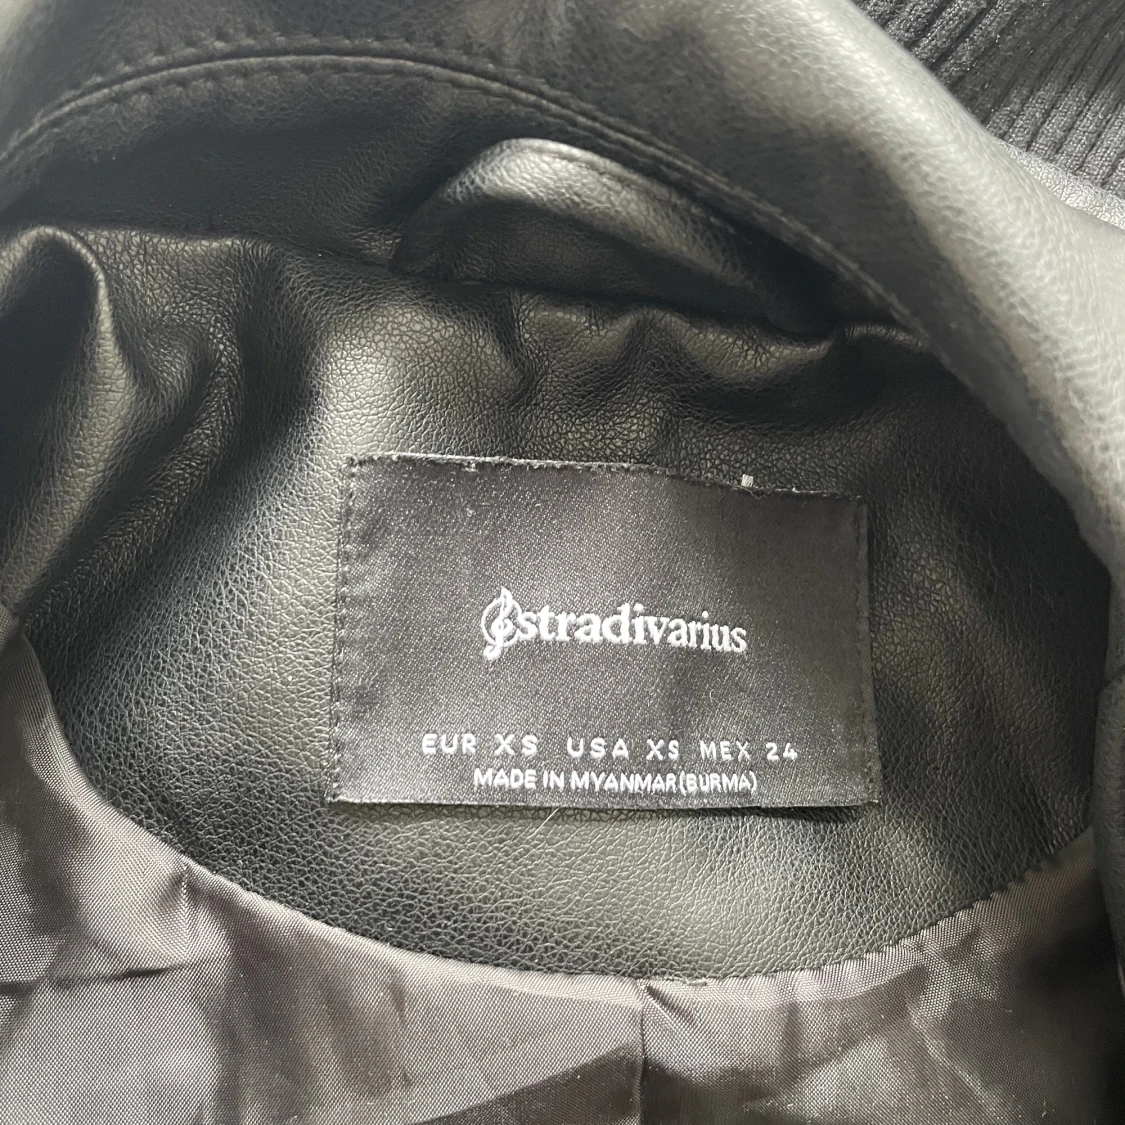 stradivarius
EUR XS USA XS MEX 24
MADE IN MYANMAR(BURMA)